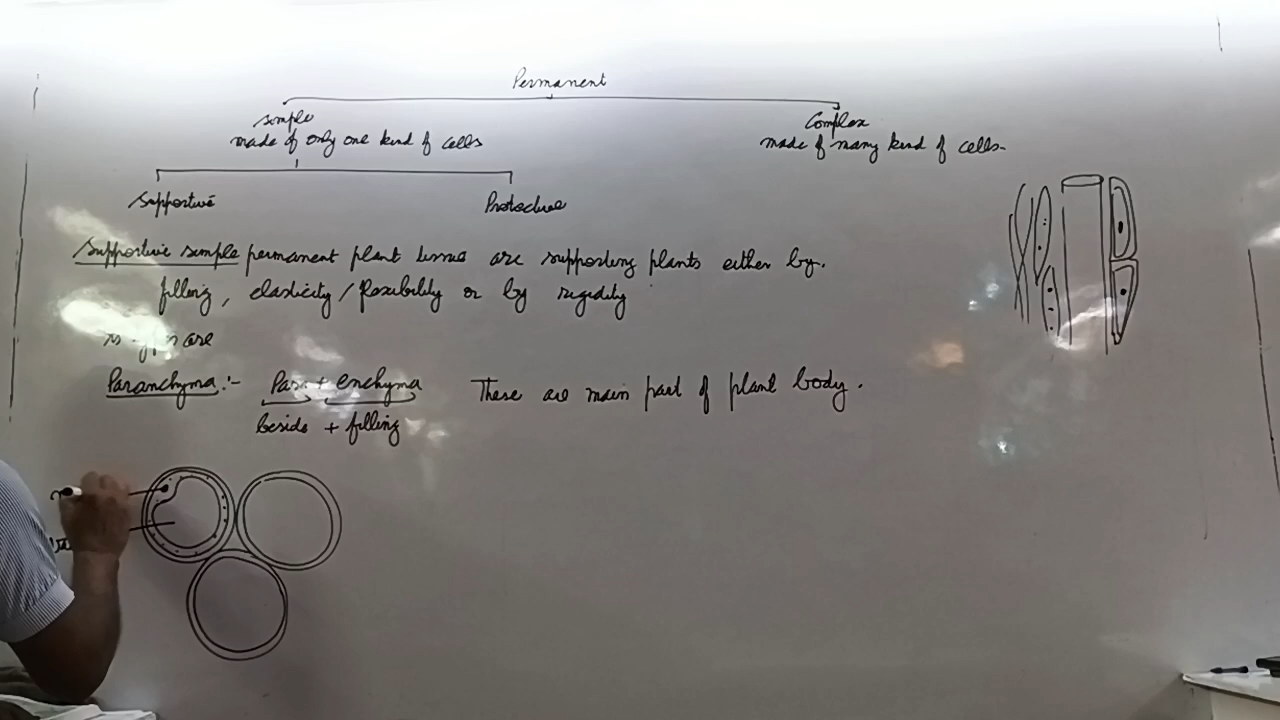 Permanent
simple
made of only one kind of cells
Complex
made of many kind of cells.
Supportive
Protective
Supportive simple permanent plant tissue are supporting plants either by.
filling, elasticity/flexibility or by rigidity
are
Paranchyma:- Par + enchyma These are main part of plant body.
beside + filling